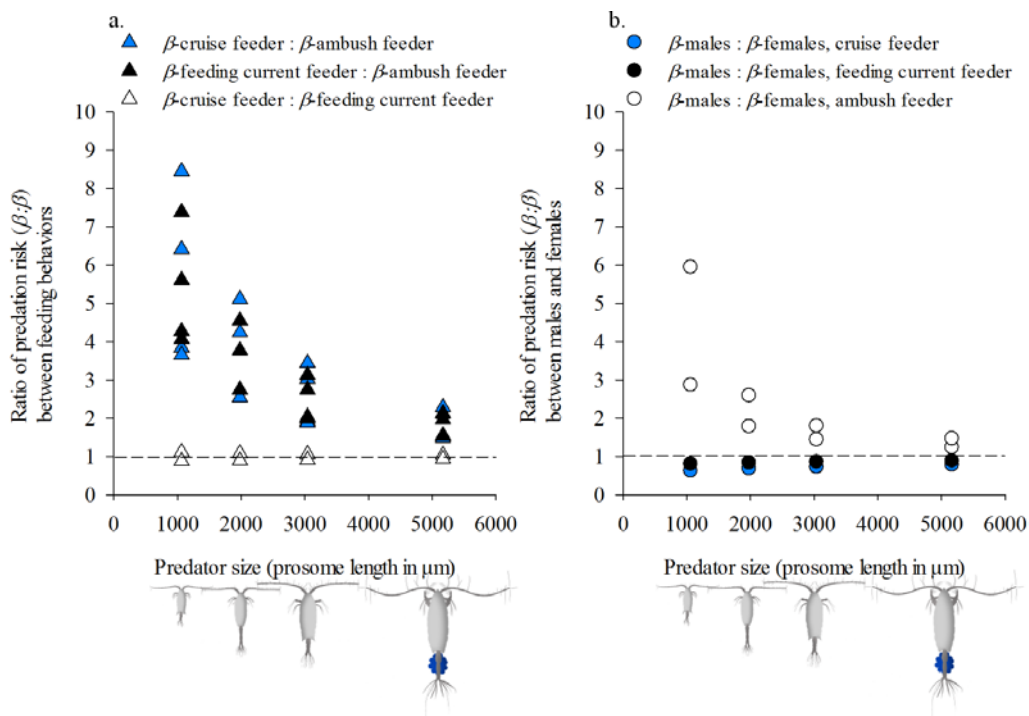 a.
β-cruise feeder : β-ambush feeder
β-feeding current feeder : β-ambush feeder
β-cruise feeder : β-feeding current feeder
10
9
8
7
6
5
4
3
2
1
0
Ratio of predation risk (β:β)
between feeding behaviors
0 1000 2000 3000 4000 5000 6000
Predator size (prosome length in μm)
b.
β-males : β-females, cruise feeder
β-males : β-females, feeding current feeder
β-males : β-females, ambush feeder
10
9
8
7
6
5
4
3
2
1
0
Ratio of predation risk (β:β)
between males and females
0 1000 2000 3000 4000 5000 6000
Predator size (prosome length in μm)